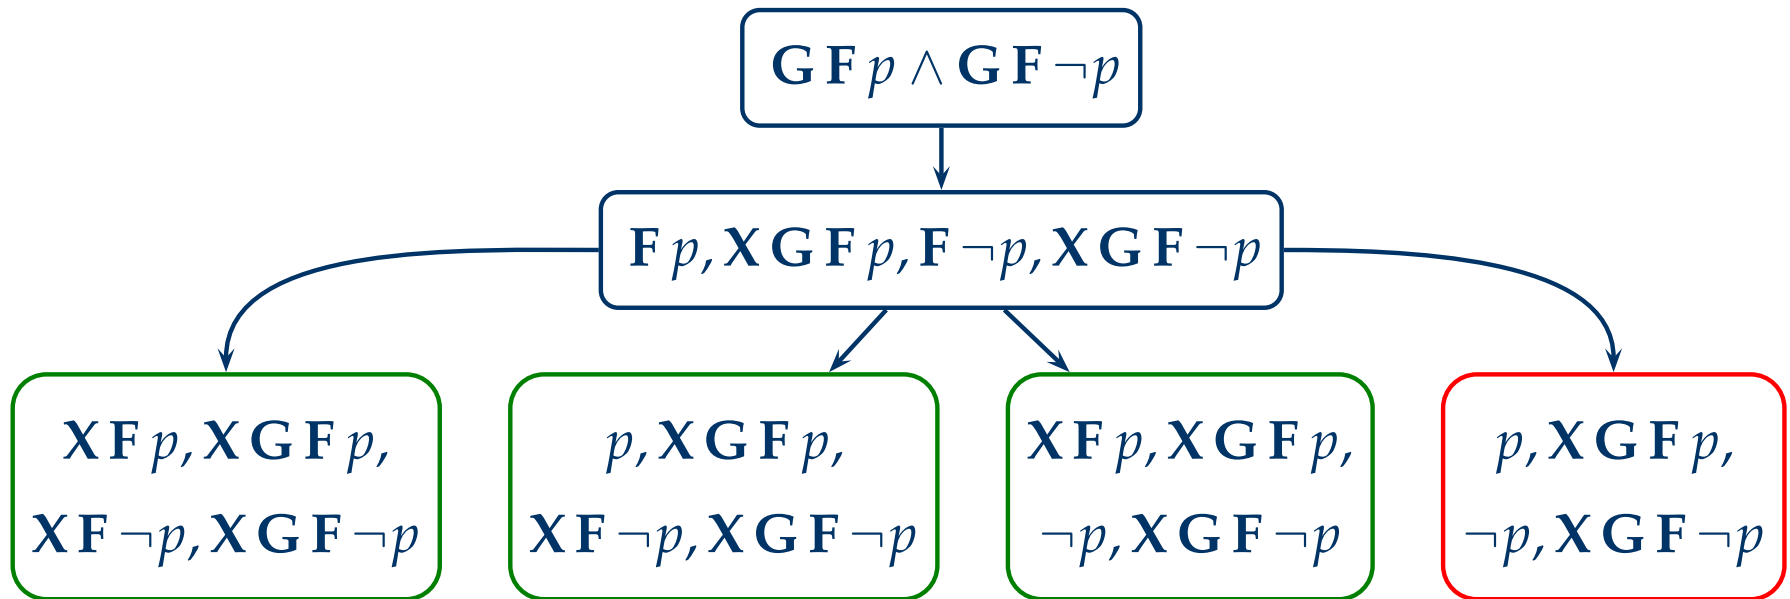 G F p ∧ G F ¬p
F p, X G F p, F ¬p, X G F ¬p
X F p, X G F p,
X F ¬p, X G F ¬p
p, X G F p,
X F ¬p, X G F ¬p
X F p, X G F p,
¬p, X G F ¬p
p, X G F p,
¬p, X G F ¬p